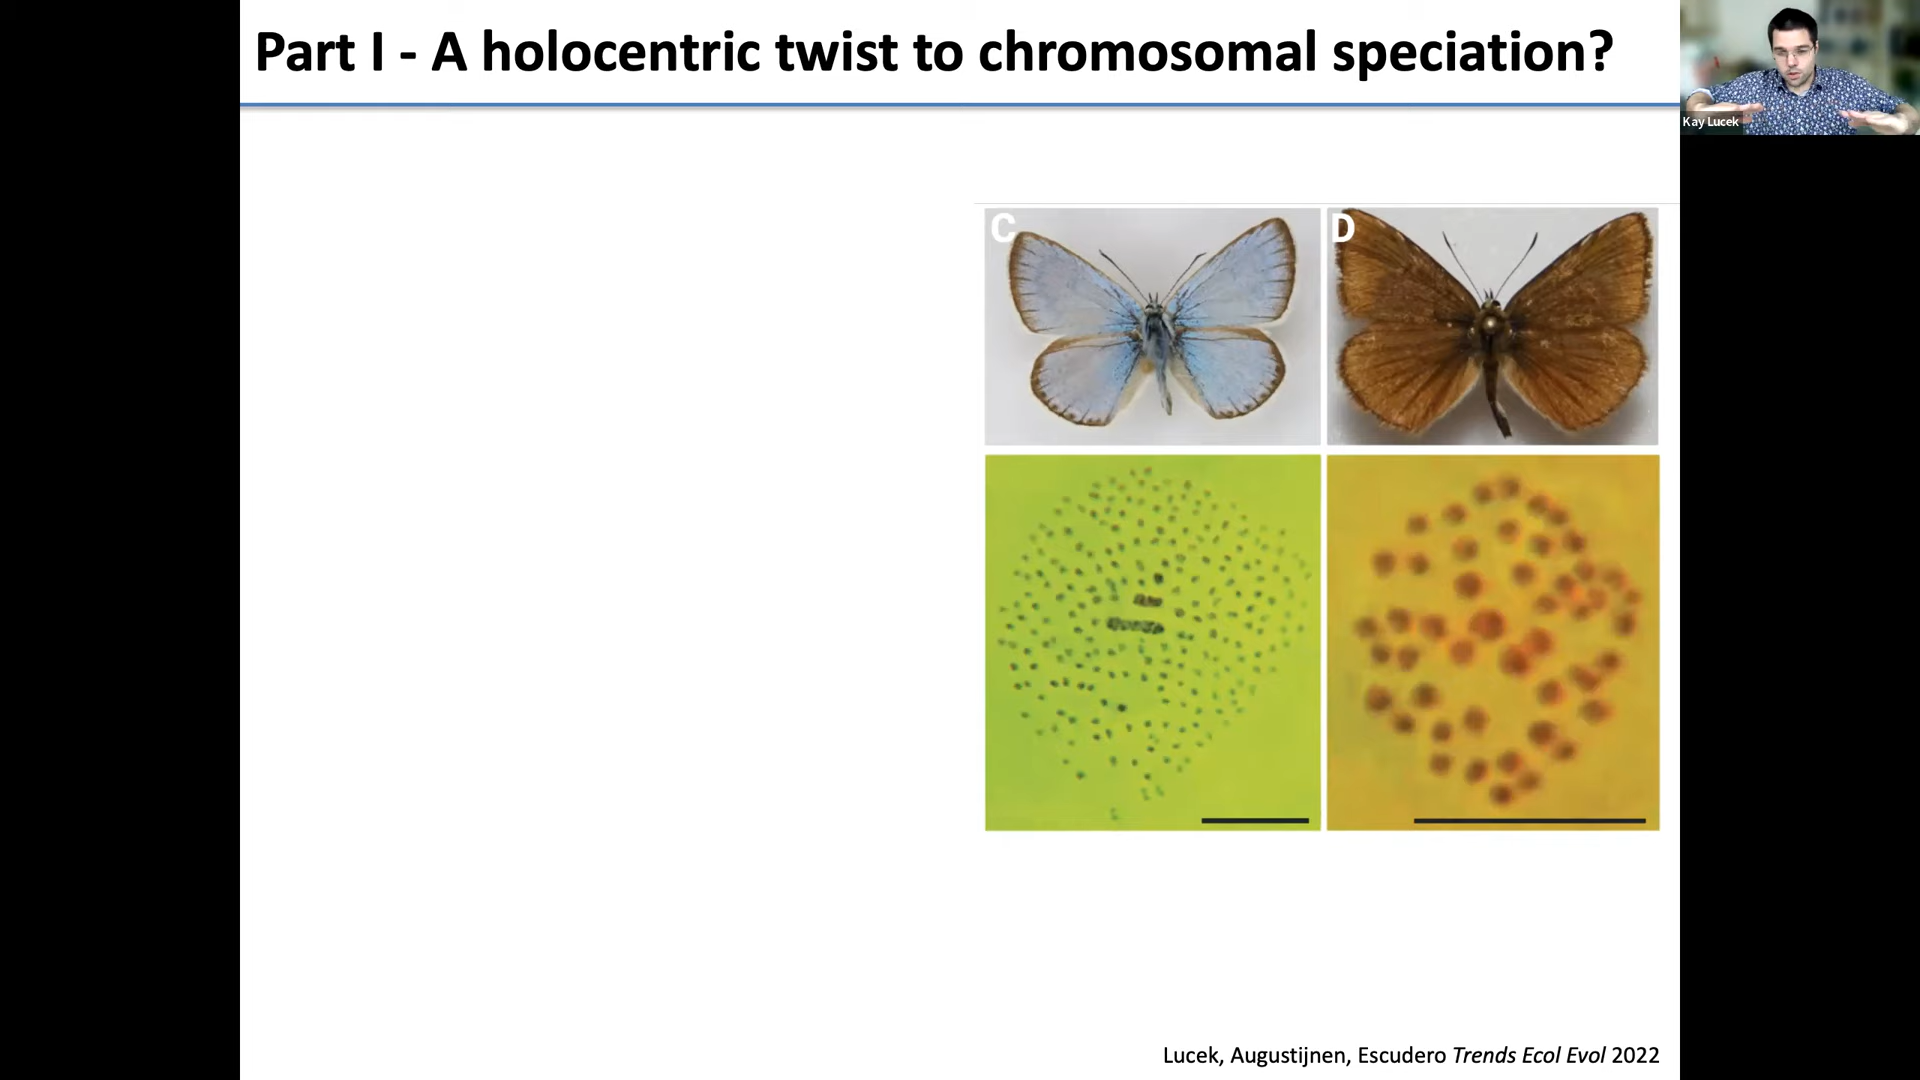 Part I - A holocentric twist to chromosomal speciation?
Kay Lucek
C
D
Lucek, Augustijnen, Escudero Trends Ecol Evol 2022